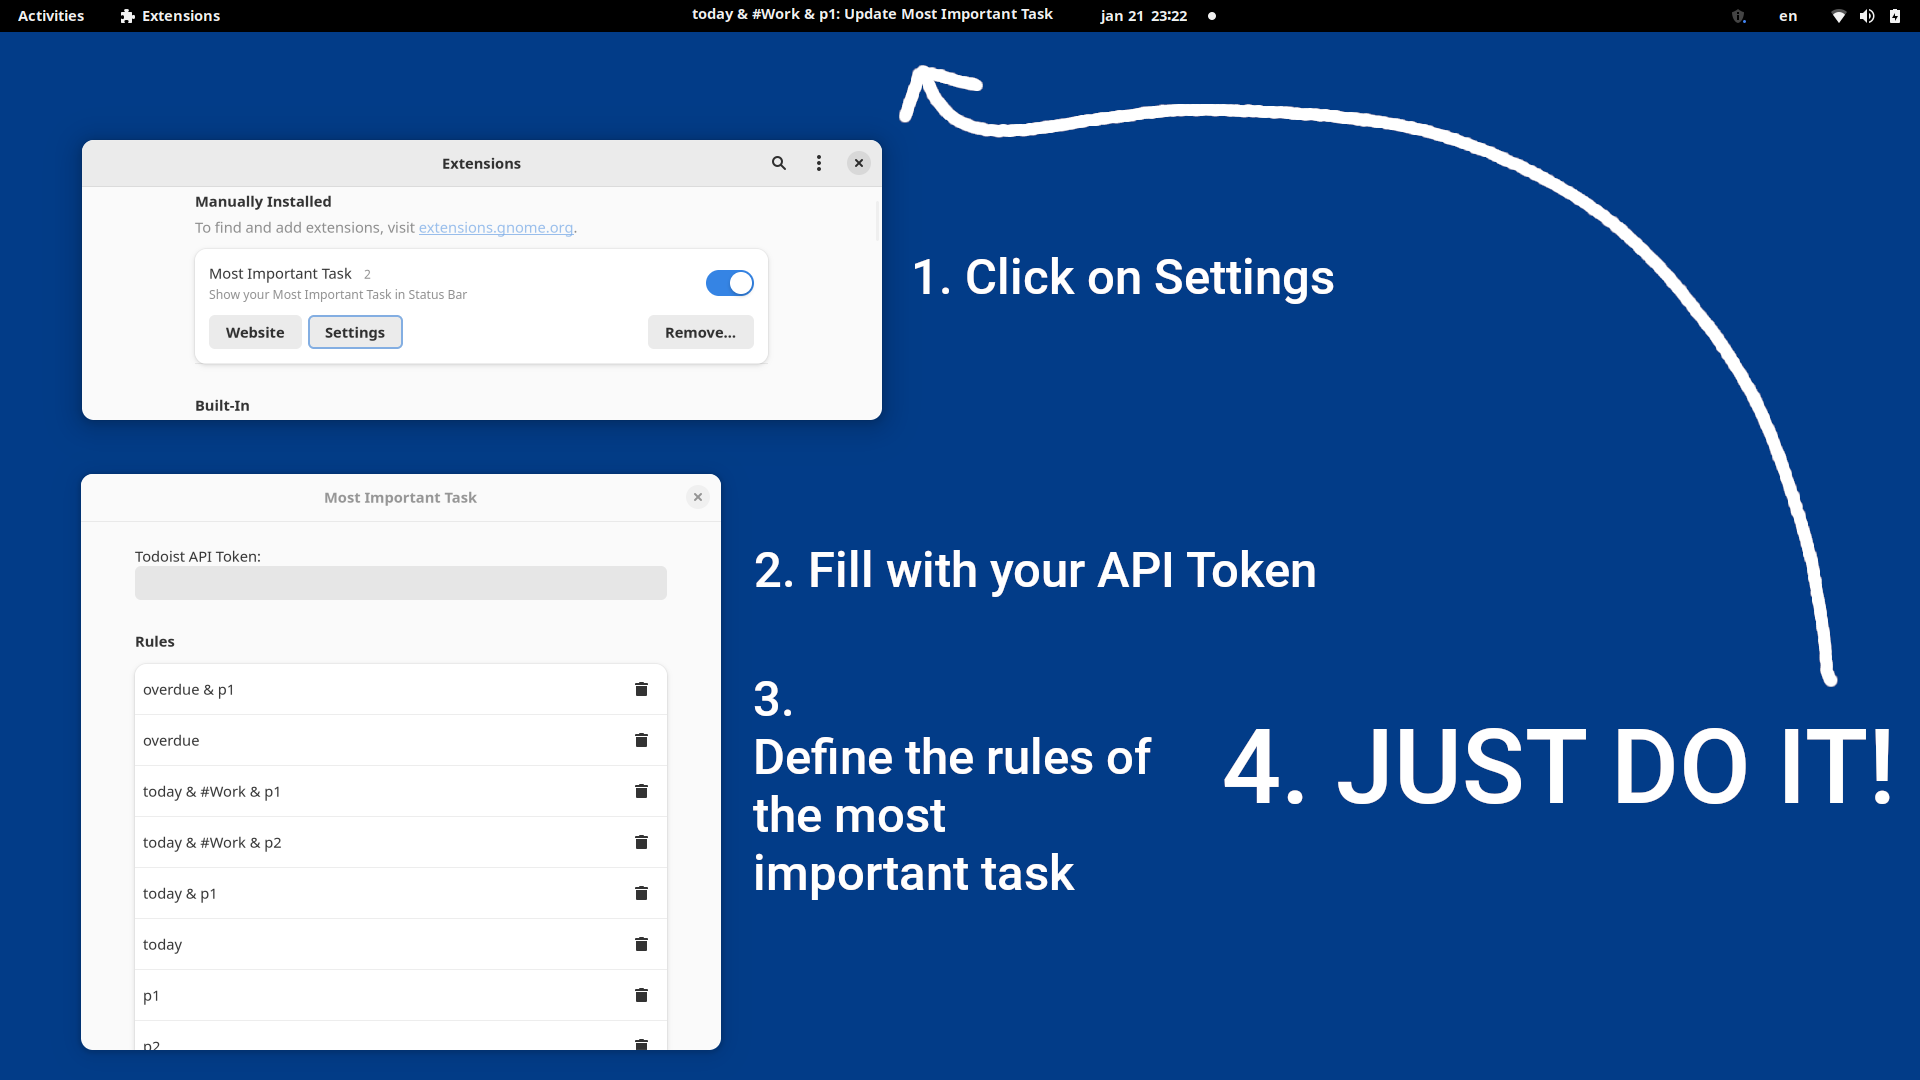 Activities
Extensions
today & #Work & p1: Update Most Important Task
jan 21 23:22
en
Extensions
Manually Installed
To find and add extensions, visit extensions.gnome.org.
Most Important Task 2
Show your Most Important Task in Status Bar
Website
Settings
Remove...
Built-In
1. Click on Settings
Most Important Task
Todoist API Token:
Rules
overdue & p1
overdue
today & #Work & p1
today & #Work & p2
today & p1
today
p1
p2
2. Fill with your API Token
3.
Define the rules of
the most
important task
4. JUST DO IT!